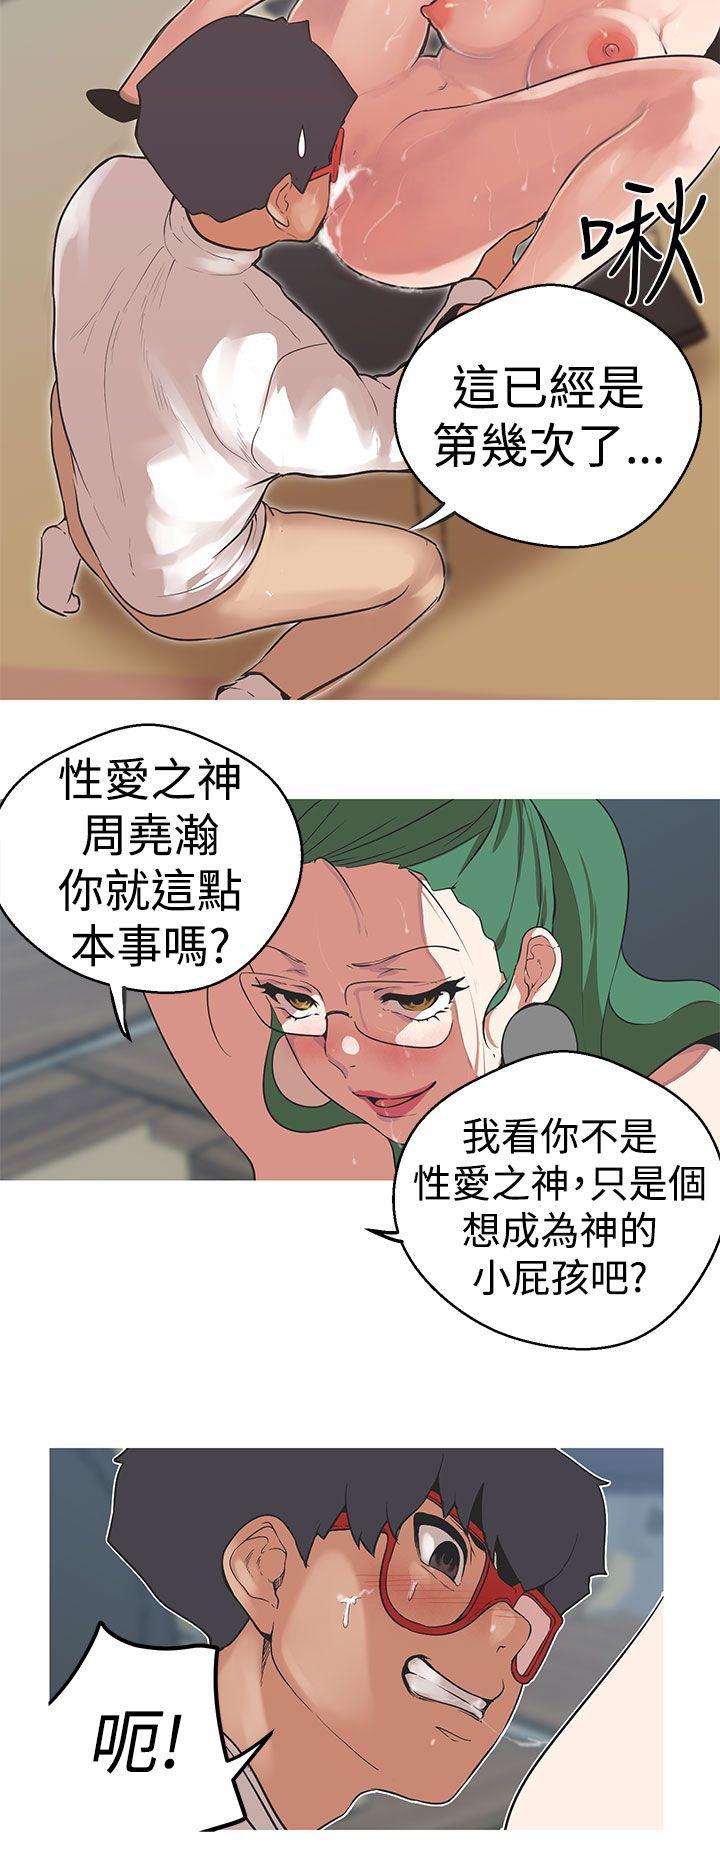 啾
這已經是
第幾次了…
性愛之神
周堯瀚
你就這點
本事嗎?
我看你不是
性愛之神，只是個
想成為神的
小屁孩吧?
呃!